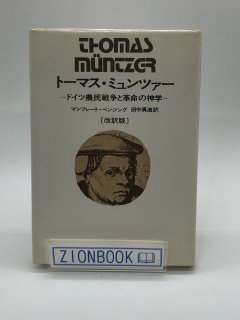 THOMAS
MÜNTZER
トーマス・ミュンツァー
―ドイツ農民戦争と革命の神学―
マンフレート・ベンジング 田中真造訳
[改訳版]
ZIONBOOK